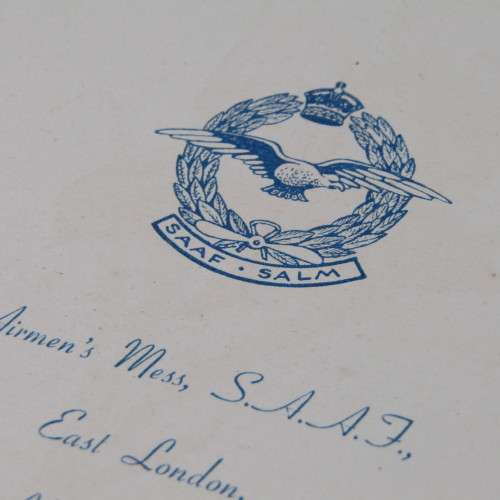 SAAF · SALM
Airmen's Mess, S.A.A.F.,
East London,